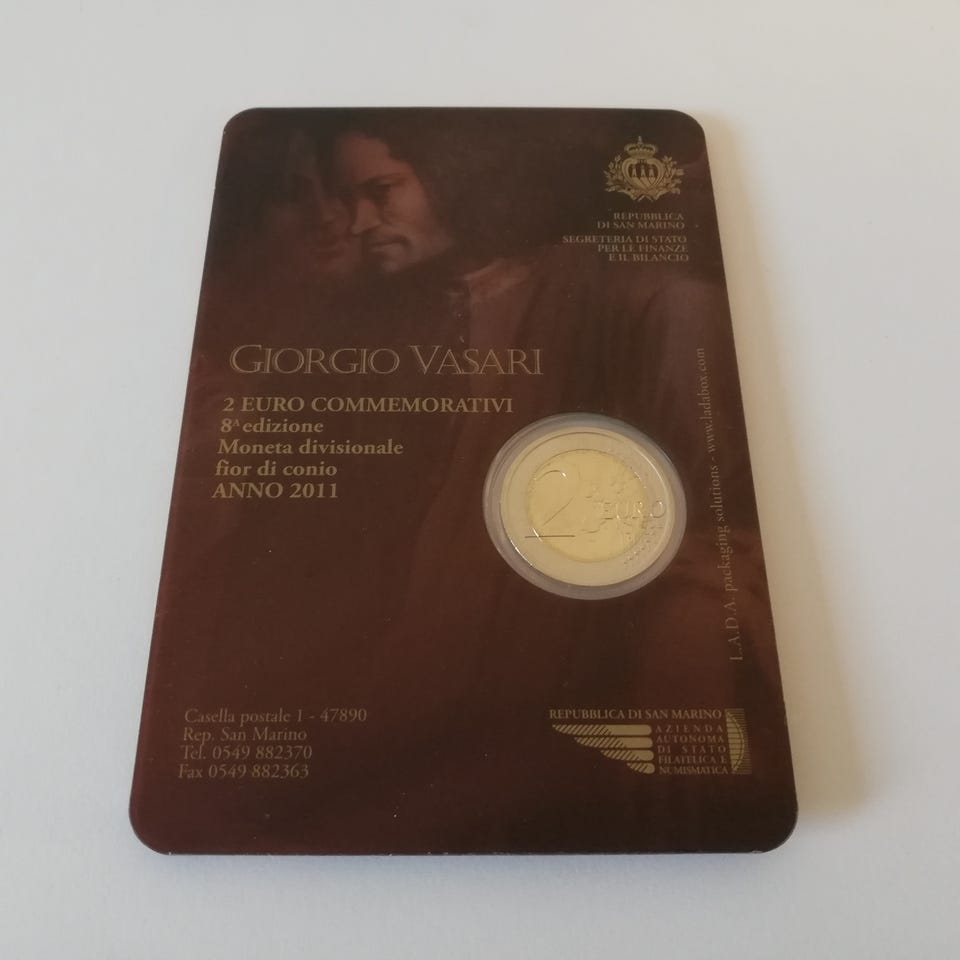 REPUBBLICA
DI SAN MARINO
SEGRETERIA DI STATO
PER LE FINANZE
E IL BILANCIO
GIORGIO VASARI
2 EURO COMMEMORATIVI
8ᴬ edizione
Moneta divisionale
fior di conio
ANNO 2011
2 EURO
L.A.D.A. packaging solutions - www.ladabox.com
Casella postale 1 - 47890
Rep. San Marino
Tel. 0549 882370
Fax 0549 882363
REPUBBLICA DI SAN MARINO
AZIENDA
AUTONOMA
DI STATO
FILATELICA E
NUMISMATICA